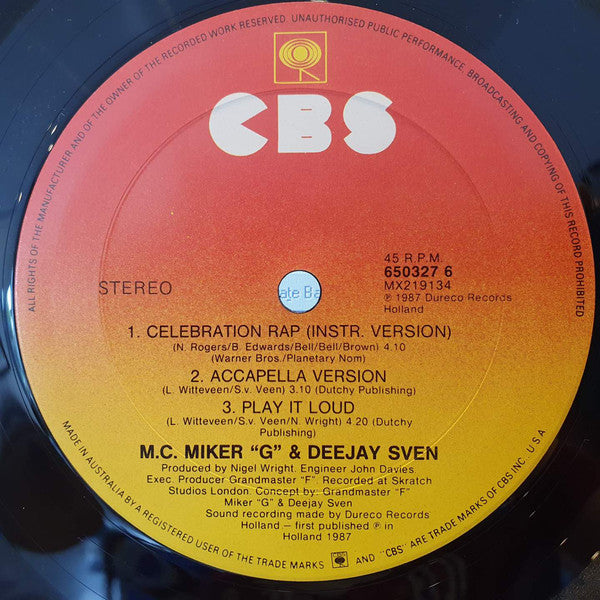 ALL RIGHTS OF THE MANUFACTURER AND OF THE OWNER OF THE RECORDED WORK RESERVED. UNAUTHORISED PUBLIC PERFORMANCE, BROADCASTING AND COPYING OF THIS RECORD PROHIBITED
CBS
STEREO
45 R.P.M.
650327 6
MX219134
℗ 1987 Dureco Records
Holland
ate Ba
1. CELEBRATION RAP (INSTR. VERSION)
(N. Rogers/B. Edwards/Bell/Bell/Brown) 4.10
(Warner Bros./Planetary Nom)
2. ACCAPELLA VERSION
(L. Witteveen/S.v. Veen) 3.10 (Dutchy Publishing)
3. PLAY IT LOUD
(L. Witteveen/S.v. Veen/N. Wright) 4.20 (Dutchy
Publishing)
M.C. MIKER "G" & DEEJAY SVEN
Produced by Nigel Wright. Engineer John Davies
Exec. Producer Grandmaster "F". Recorded at Skratch
Studios London. Concept by: Grandmaster "F"
Miker "G" & Deejay Sven
Sound recording made by Dureco Records
Holland – first published ℗ in
Holland 1987
MADE IN AUSTRALIA BY A REGISTERED USER OF THE TRADE MARKS AND "CBS" ARE TRADE MARKS OF CBS INC. U.S.A